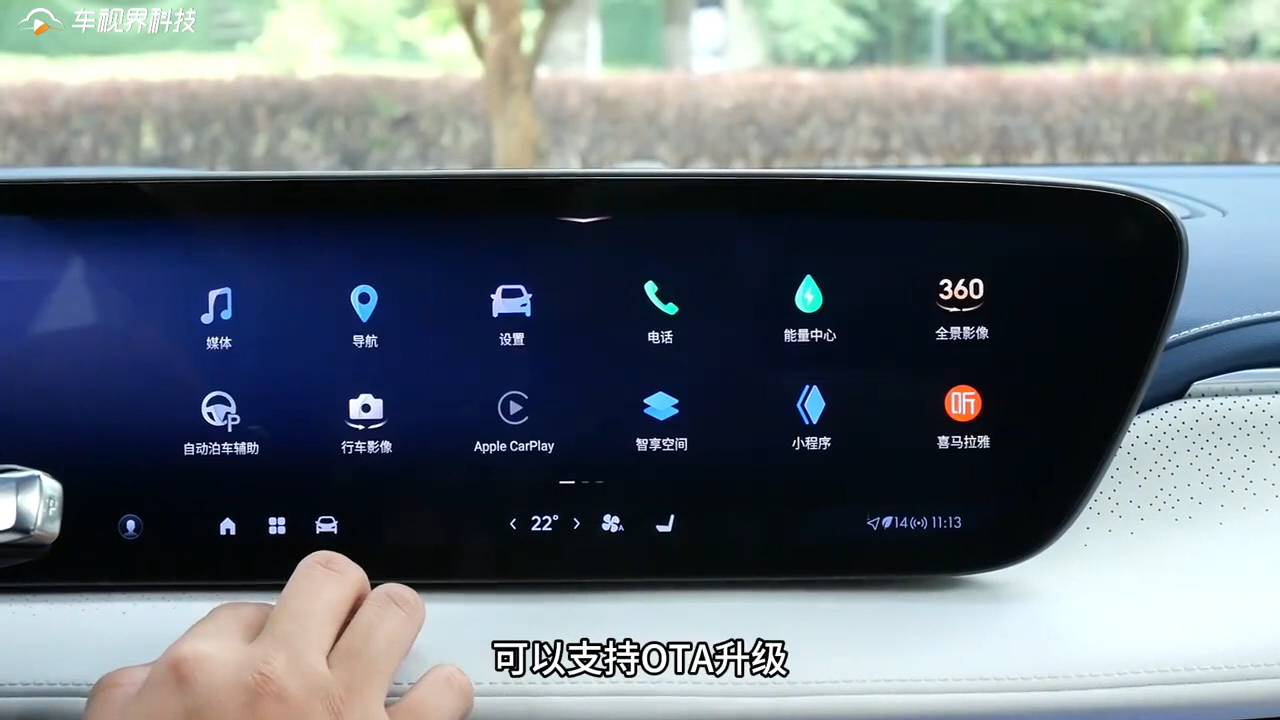 车视界科技
媒体
导航
设置
电话
能量中心
360
全景影像
自动泊车辅助
行车影像
Apple CarPlay
智享空间
小程序
听
喜马拉雅
22°
A
14
11:13
可以支持OTA升级